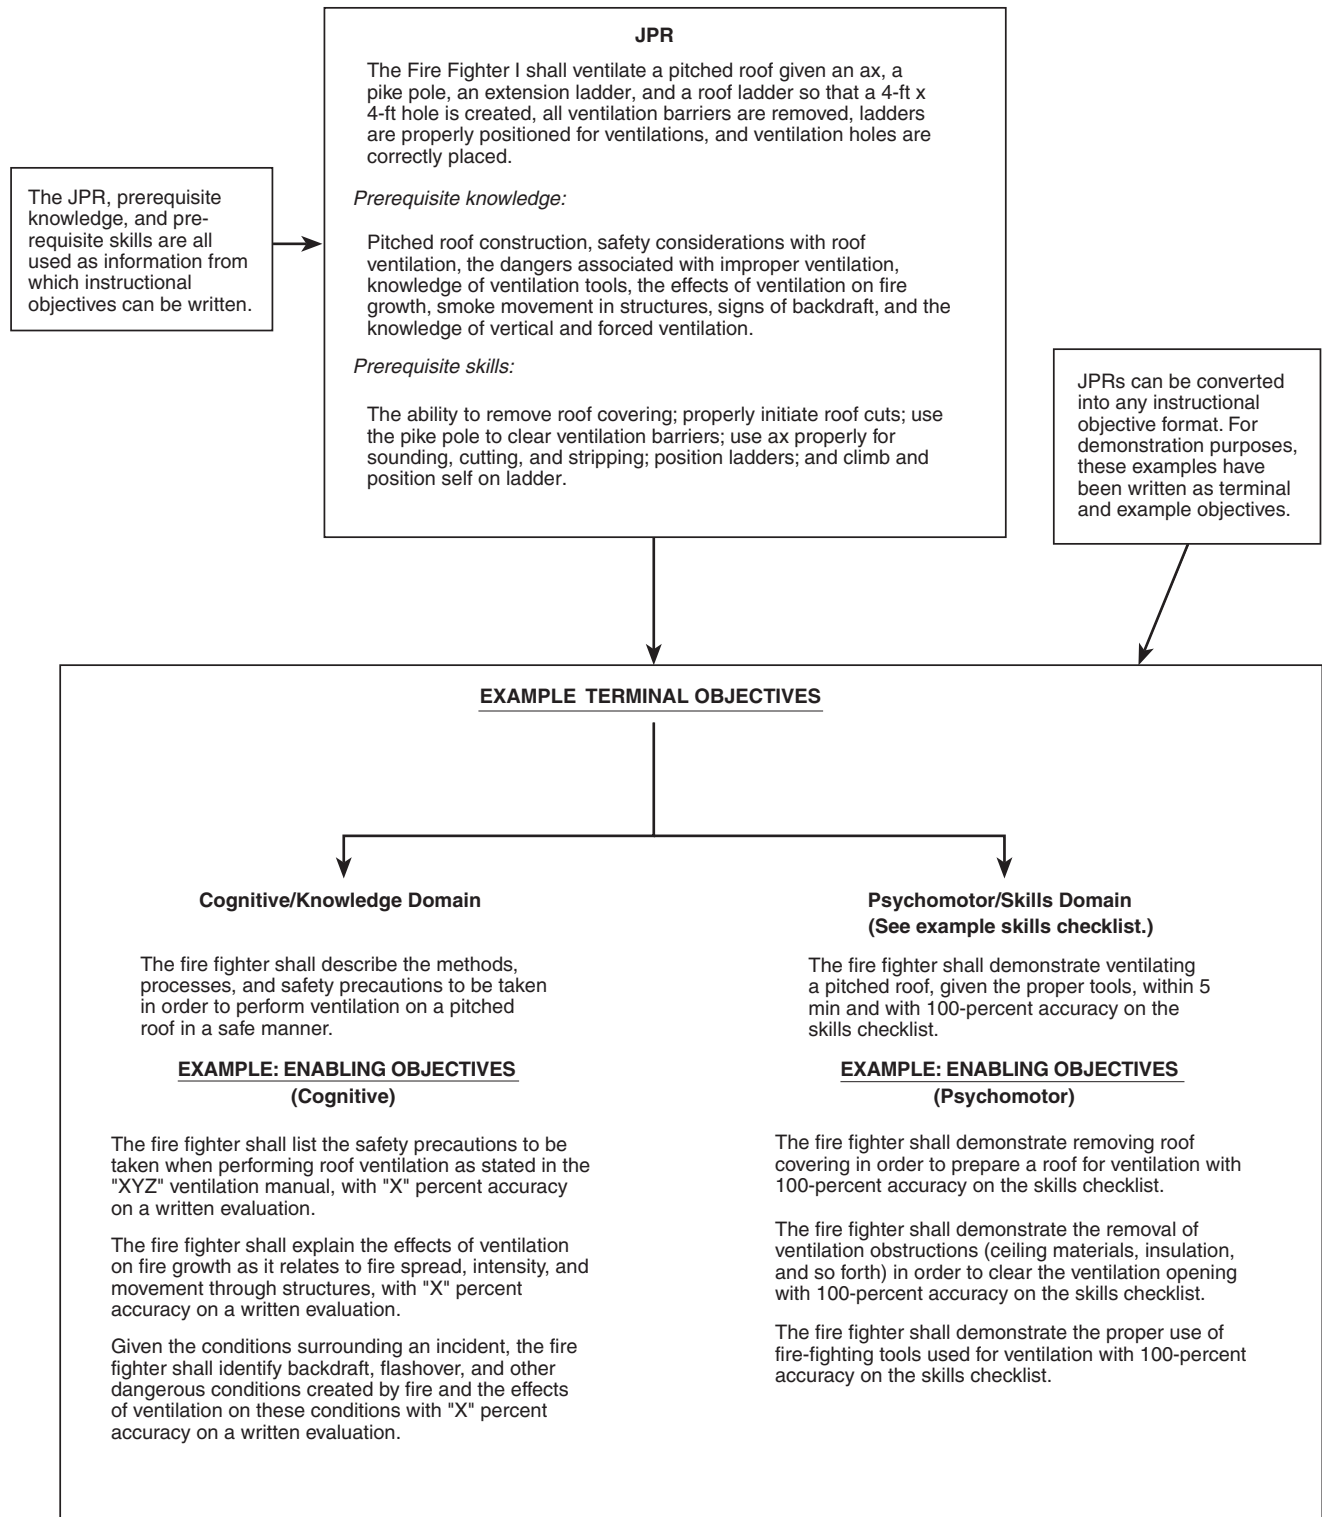 JPR
The Fire Fighter I shall ventilate a pitched roof given an ax, a
pike pole, an extension ladder, and a roof ladder so that a 4-ft x
4-ft hole is created, all ventilation barriers are removed, ladders
are properly positioned for ventilations, and ventilation holes are
correctly placed.
Prerequisite knowledge:
Pitched roof construction, safety considerations with roof
ventilation, the dangers associated with improper ventilation,
knowledge of ventilation tools, the effects of ventilation on fire
growth, smoke movement in structures, signs of backdraft, and the
knowledge of vertical and forced ventilation.
Prerequisite skills:
The ability to remove roof covering; properly initiate roof cuts; use
the pike pole to clear ventilation barriers; use ax properly for
sounding, cutting, and stripping; position ladders; and climb and
position self on ladder.
The JPR, prerequisite
knowledge, and pre-
requisite skills are all
used as information from
which instructional
objectives can be written.
JPRs can be converted
into any instructional
objective format. For
demonstration purposes,
these examples have
been written as terminal
and example objectives.
EXAMPLE TERMINAL OBJECTIVES
Cognitive/Knowledge Domain
The fire fighter shall describe the methods,
processes, and safety precautions to be taken
in order to perform ventilation on a pitched
roof in a safe manner.
EXAMPLE: ENABLING OBJECTIVES
(Cognitive)
The fire fighter shall list the safety precautions to be
taken when performing roof ventilation as stated in the
"XYZ" ventilation manual, with "X" percent accuracy
on a written evaluation.
The fire fighter shall explain the effects of ventilation
on fire growth as it relates to fire spread, intensity, and
movement through structures, with "X" percent
accuracy on a written evaluation.
Given the conditions surrounding an incident, the fire
fighter shall identify backdraft, flashover, and other
dangerous conditions created by fire and the effects
of ventilation on these conditions with "X" percent
accuracy on a written evaluation.
Psychomotor/Skills Domain
(See example skills checklist.)
The fire fighter shall demonstrate ventilating
a pitched roof, given the proper tools, within 5
min and with 100-percent accuracy on the
skills checklist.
EXAMPLE: ENABLING OBJECTIVES
(Psychomotor)
The fire fighter shall demonstrate removing roof
covering in order to prepare a roof for ventilation with
100-percent accuracy on the skills checklist.
The fire fighter shall demonstrate the removal of
ventilation obstructions (ceiling materials, insulation,
and so forth) in order to clear the ventilation opening
with 100-percent accuracy on the skills checklist.
The fire fighter shall demonstrate the proper use of
fire-fighting tools used for ventilation with 100-percent
accuracy on the skills checklist.